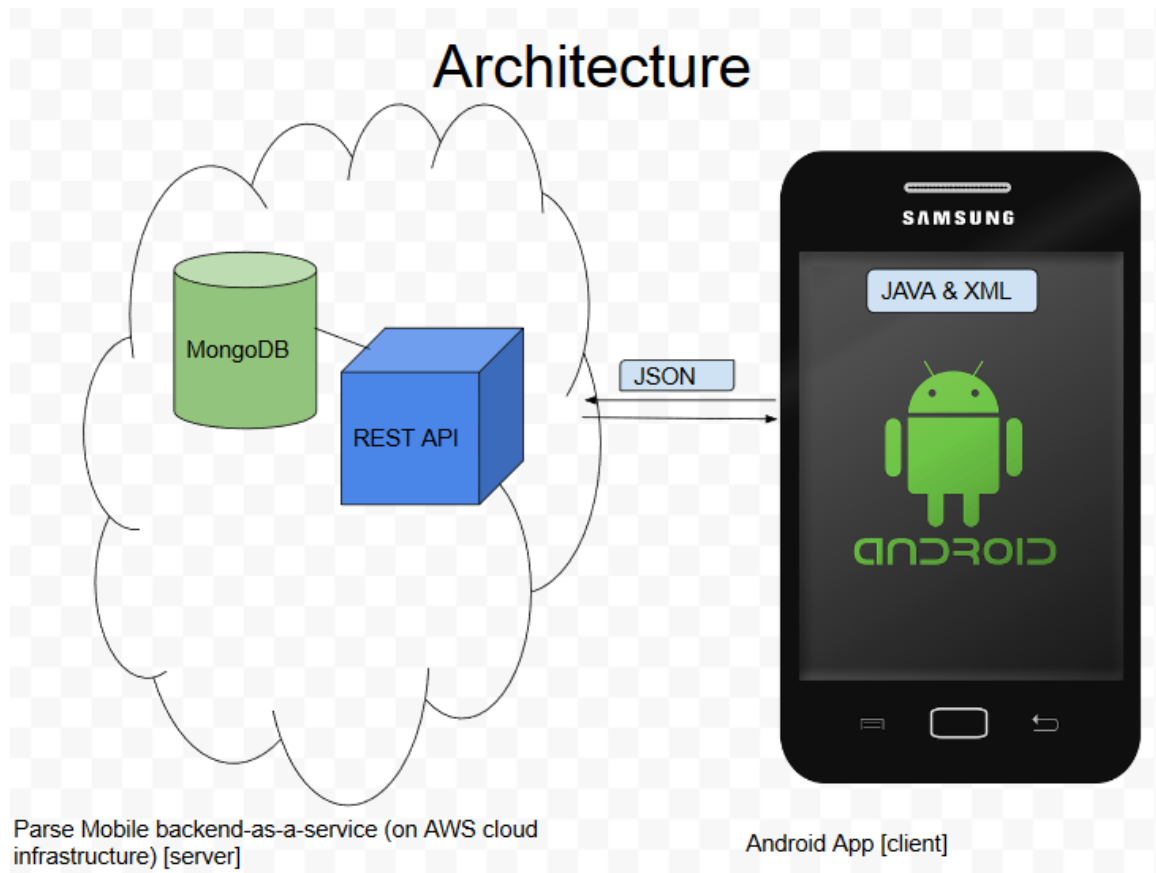 Architecture
SAMSUNG
JAVA & XML
MongoDB
JSON
REST API
ANDROID
Parse Mobile backend-as-a-service (on AWS cloud
infrastructure) [server]
Android App [client]